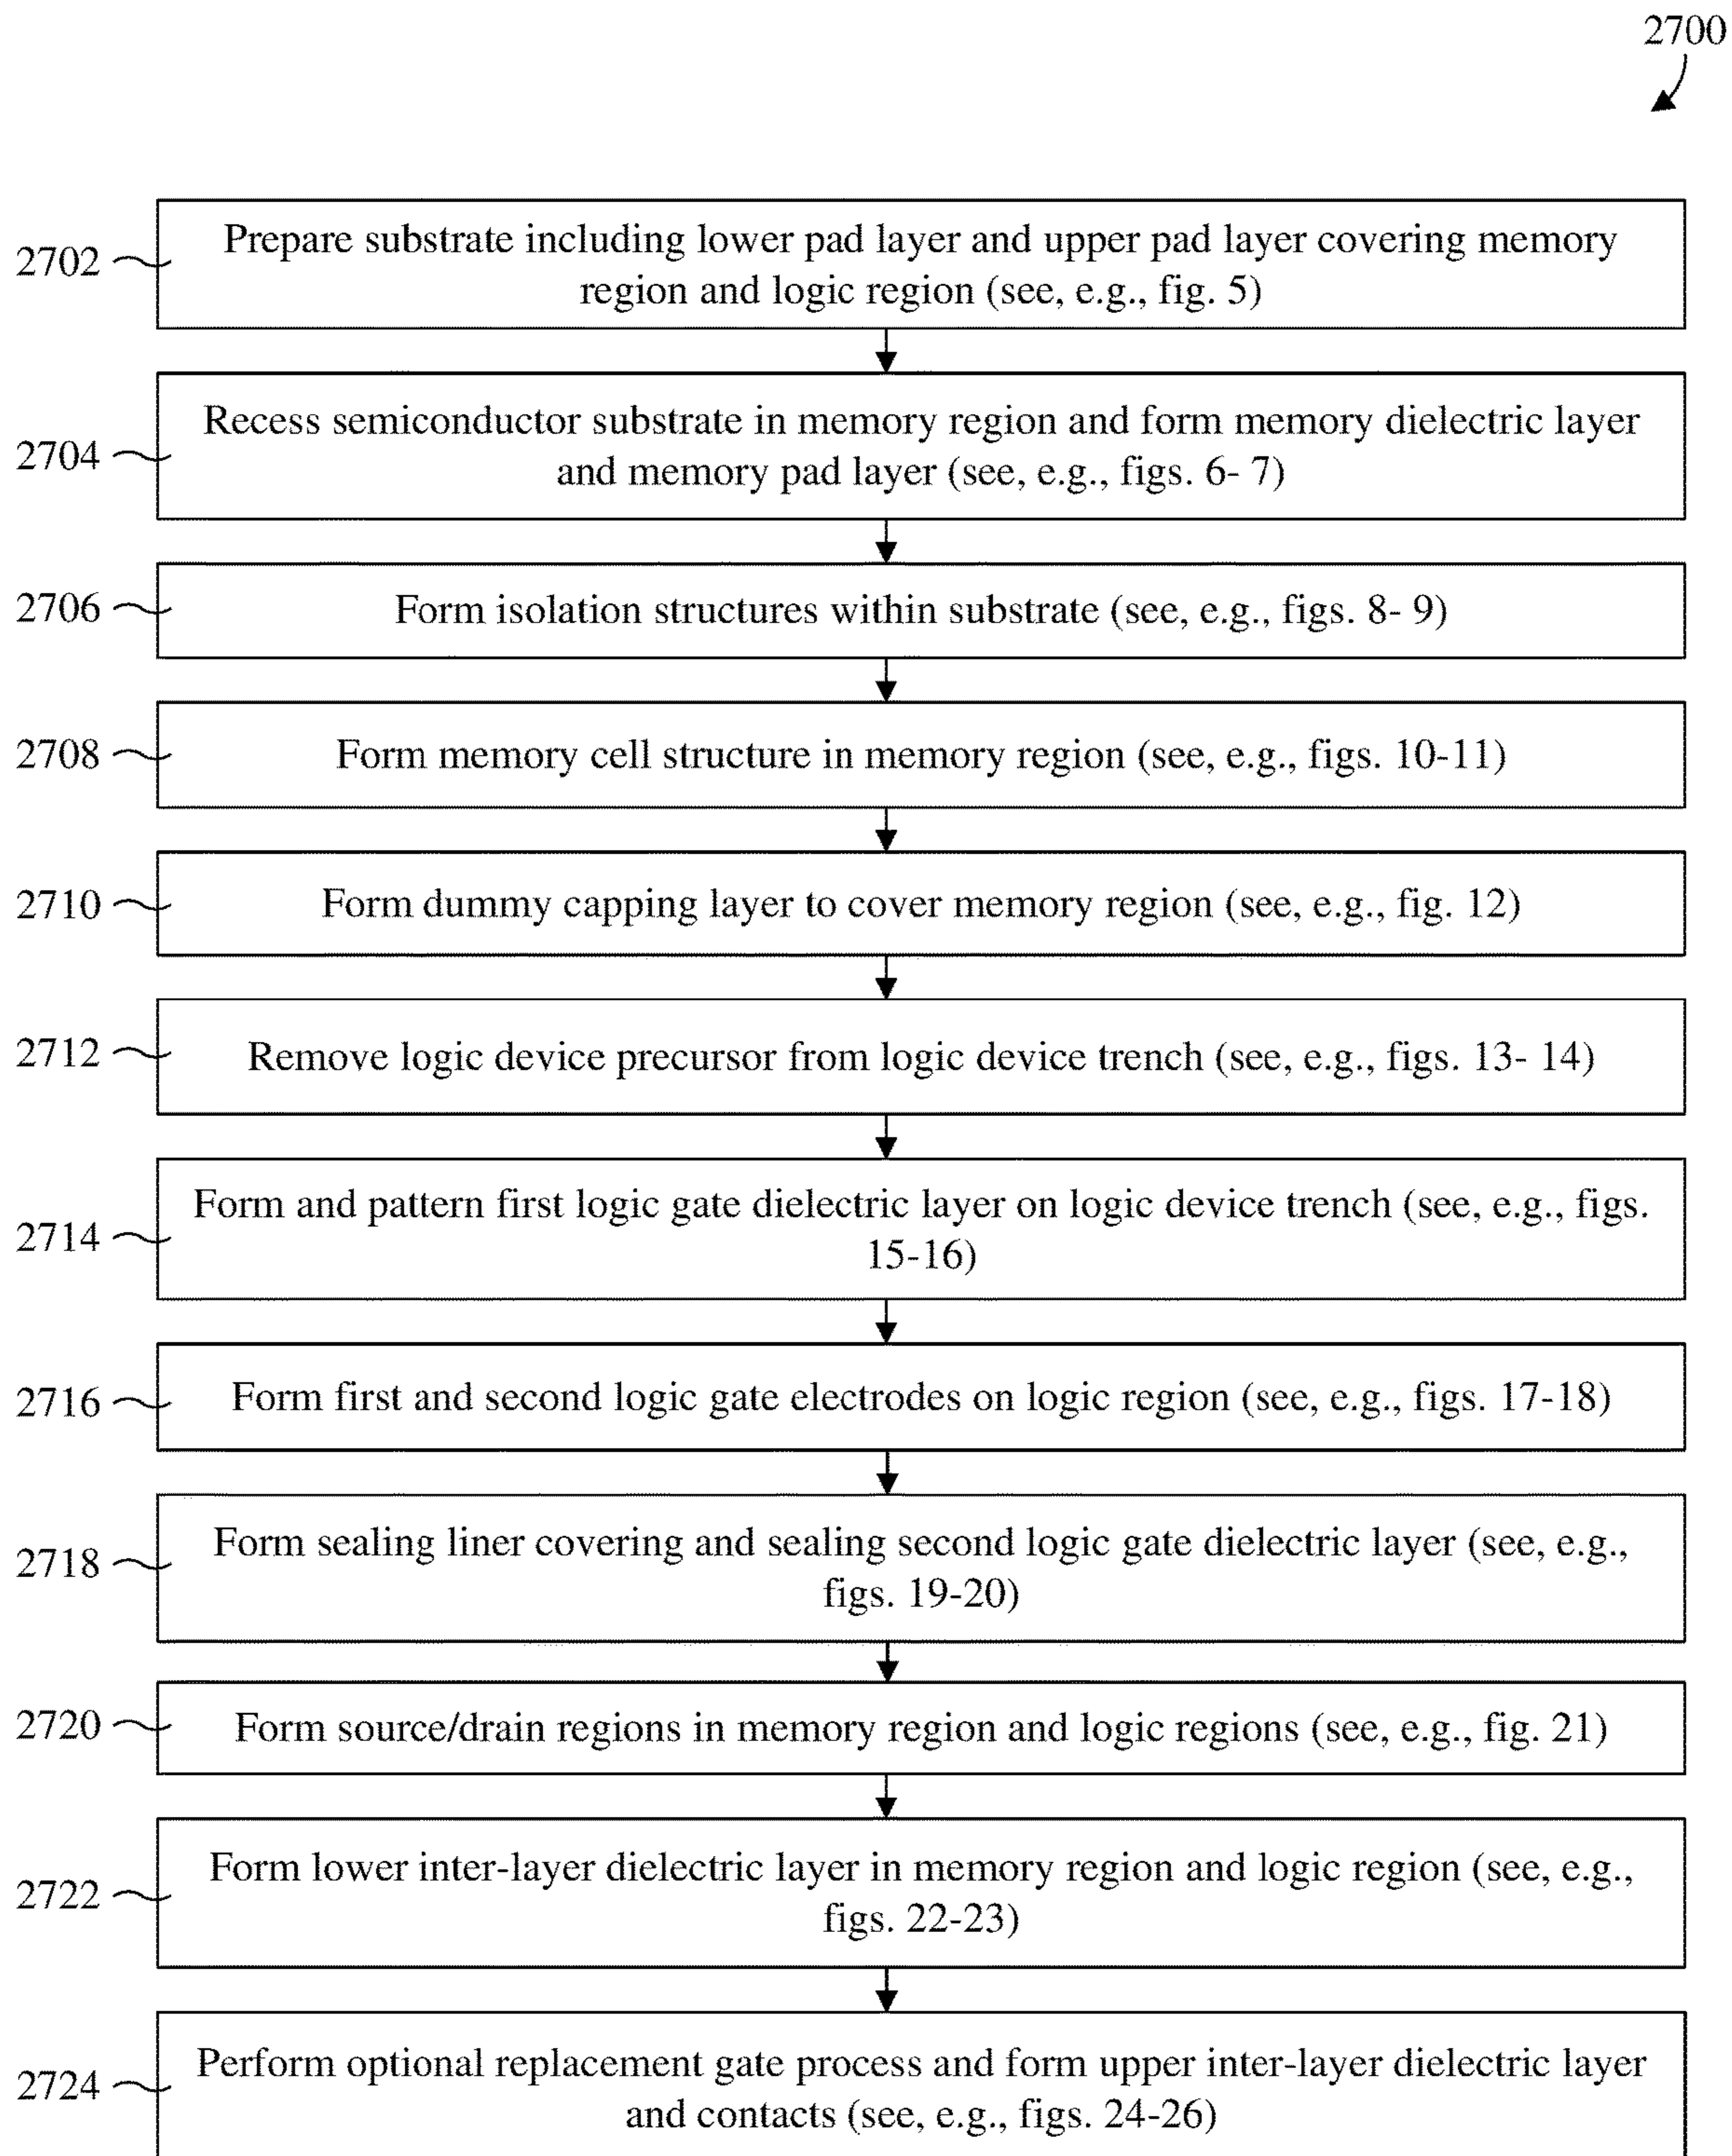 2700
2702
Prepare substrate including lower pad layer and upper pad layer covering memory
region and logic region (see, e.g., fig. 5)
2704
Recess semiconductor substrate in memory region and form memory dielectric layer
and memory pad layer (see, e.g., figs. 6- 7)
2706
Form isolation structures within substrate (see, e.g., figs. 8- 9)
2708
Form memory cell structure in memory region (see, e.g., figs. 10-11)
2710
Form dummy capping layer to cover memory region (see, e.g., fig. 12)
2712
Remove logic device precursor from logic device trench (see, e.g., figs. 13- 14)
2714
Form and pattern first logic gate dielectric layer on logic device trench (see, e.g., figs.
15-16)
2716
Form first and second logic gate electrodes on logic region (see, e.g., figs. 17-18)
2718
Form sealing liner covering and sealing second logic gate dielectric layer (see, e.g.,
figs. 19-20)
2720
Form source/drain regions in memory region and logic regions (see, e.g., fig. 21)
2722
Form lower inter-layer dielectric layer in memory region and logic region (see, e.g.,
figs. 22-23)
2724
Perform optional replacement gate process and form upper inter-layer dielectric layer
and contacts (see, e.g., figs. 24-26)